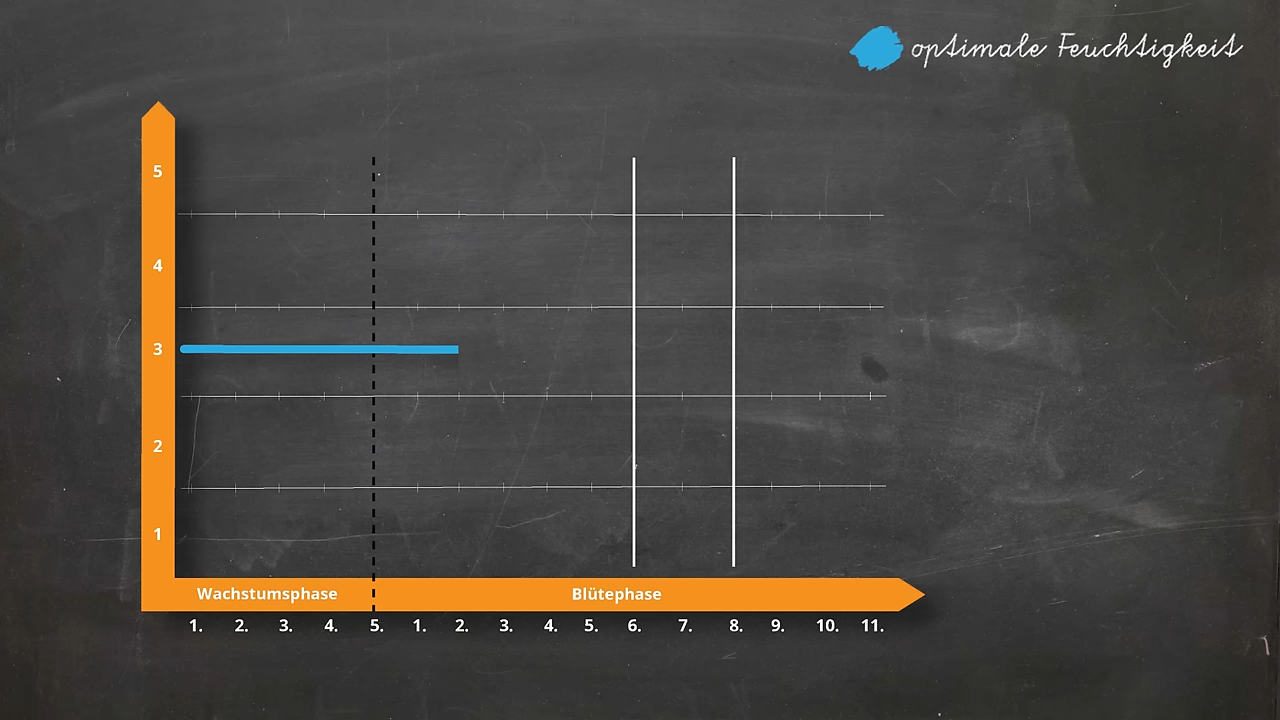 optimale Feuchtigkeit
5
4
3
2
1
Wachstumsphase Blütephase
1. 2. 3. 4. 5. 1. 2. 3. 4. 5. 6. 7. 8. 9. 10. 11.